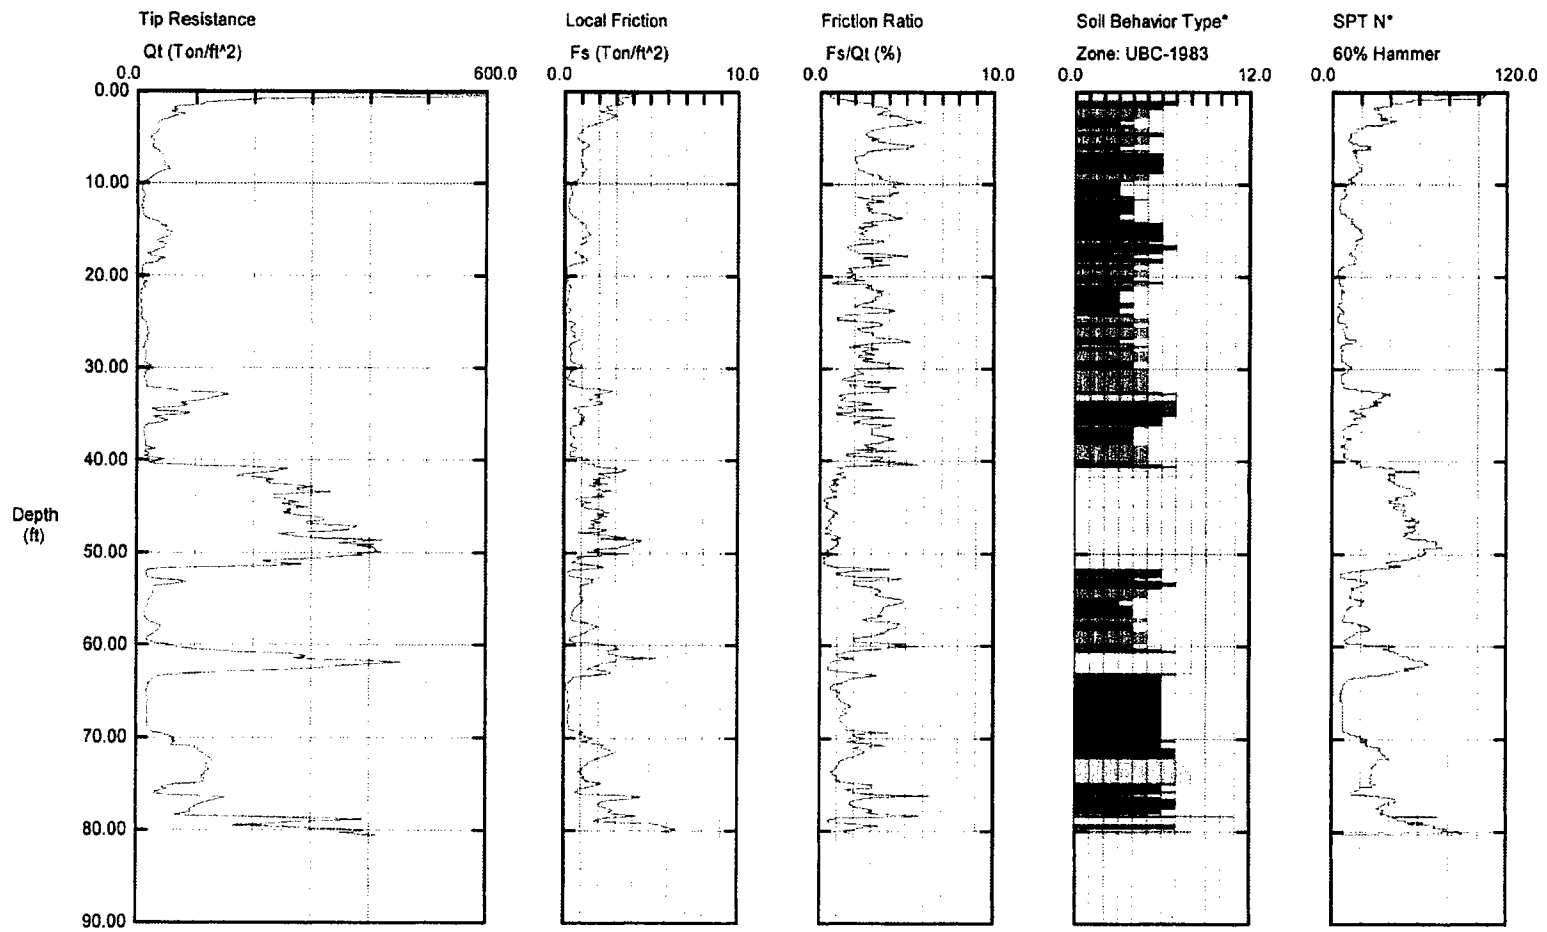 Tip Resistance
Qt (Ton/ft^2)
0.0 600.0
Local Friction
Fs (Ton/ft^2)
0.0 10.0
Friction Ratio
Fs/Qt (%)
0.0 10.0
Soil Behavior Type*
Zone: UBC-1983
0.0 12.0
SPT N*
60% Hammer
0.0 120.0
0.00
10.00
20.00
30.00
40.00
Depth
(ft)
50.00
60.00
70.00
80.00
90.00